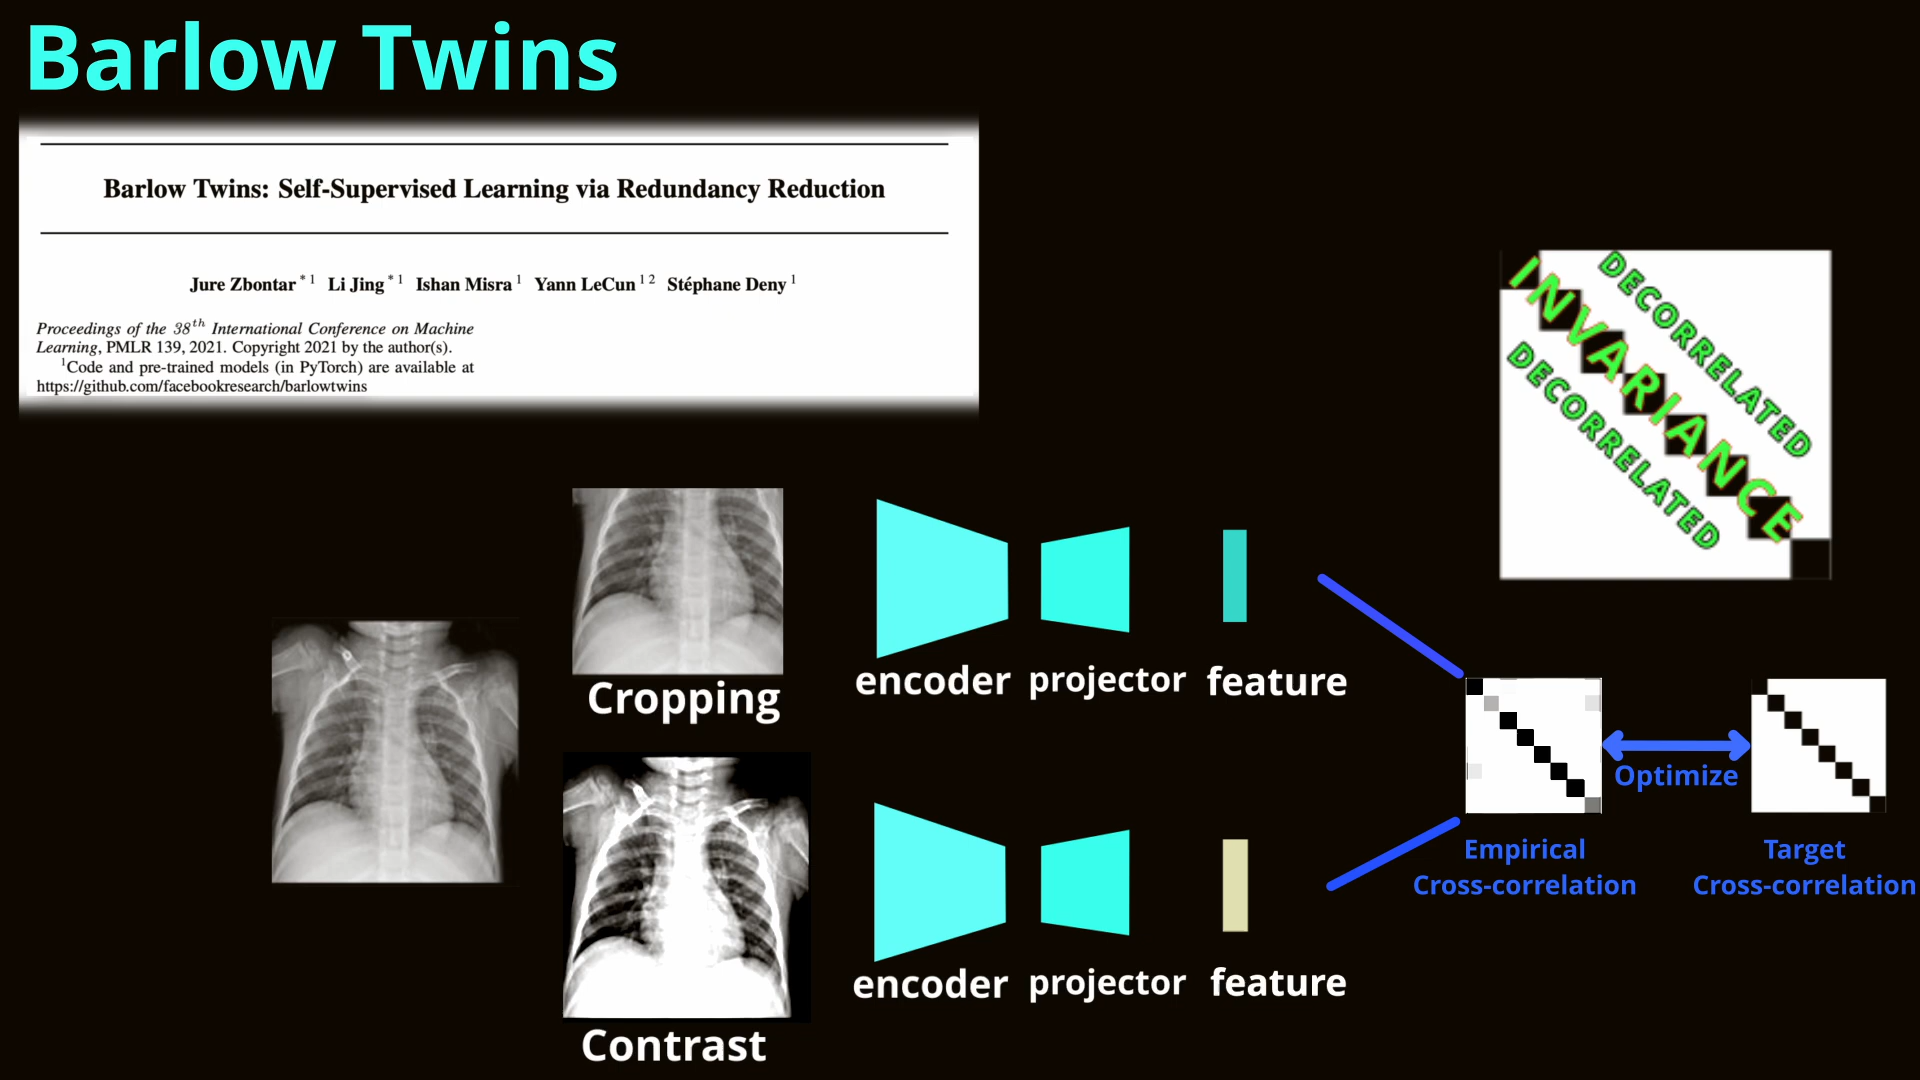 Barlow Twins
Barlow Twins: Self-Supervised Learning via Redundancy Reduction
Jure Zbontar * 1 Li Jing * 1 Ishan Misra 1 Yann LeCun 1 2 Stéphane Deny 1
Proceedings of the 38th International Conference on Machine
Learning, PMLR 139, 2021. Copyright 2021 by the author(s).
1Code and pre-trained models (in PyTorch) are available at
https://github.com/facebookresearch/barlowtwins
DECORRELATED
INVARIANCE
DECORRELATED
Cropping
encoder projector feature
Optimize
Empirical
Cross-correlation
Target
Cross-correlation
encoder projector feature
Contrast